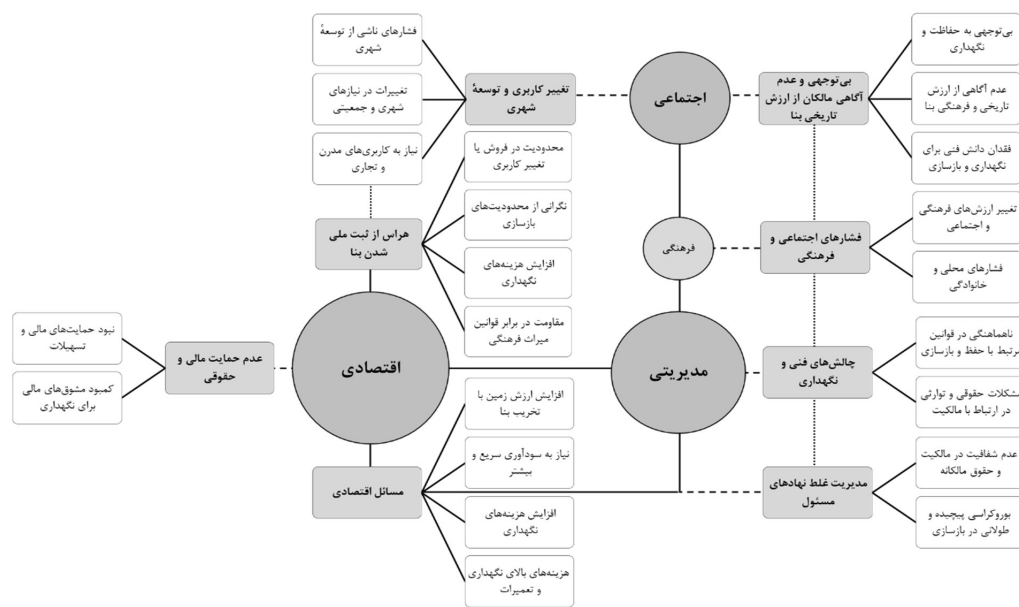 بی‌توجهی به حفاظت و
نگهداری
عدم آگاهی از ارزش
تاریخی و فرهنگی بنا
فقدان دانش فنی برای
نگهداری و بازسازی
بی‌توجهی و عدم
آگاهی مالکان از ارزش
تاریخی بنا
اجتماعی
تغییر کاربری و توسعهٔ
شهری
فشارهای ناشی از توسعهٔ
شهری
تغییرات در نیازهای
شهری و جمعیتی
نیاز به کاربری‌های مدرن
و تجاری
تغییر ارزش‌های فرهنگی
و اجتماعی
فشارهای محلی و
خانوادگی
فشارهای اجتماعی و
فرهنگی
فرهنگی
محدودیت در فروش یا
تغییر کاربری
نگرانی از محدودیت‌های
بازسازی
افزایش هزینه‌های
نگهداری
مقاومت در برابر قوانین
میراث فرهنگی
هراس از ثبت ملی
شدن بنا
ناهماهنگی در قوانین
مرتبط با حفظ و بازسازی
مشکلات حقوقی و توارثی
در ارتباط با مالکیت
چالش‌های فنی و
نگهداری
مدیریتی
اقتصادی
عدم حمایت مالی و
حقوقی
نبود حمایت‌های مالی و
تسهیلات
کمبود مشوق‌های مالی
برای نگهداری
عدم شفافیت در مالکیت
و حقوق مالکانه
بوروکراسی پیچیده و
طولانی در بازسازی
مدیریت غلط نهادهای
مسئول
افزایش ارزش زمین با
تخریب بنا
نیاز به سودآوری سریع و
بیشتر
افزایش هزینه‌های
نگهداری
هزینه‌های بالای نگهداری
و تعمیرات
مسائل اقتصادی